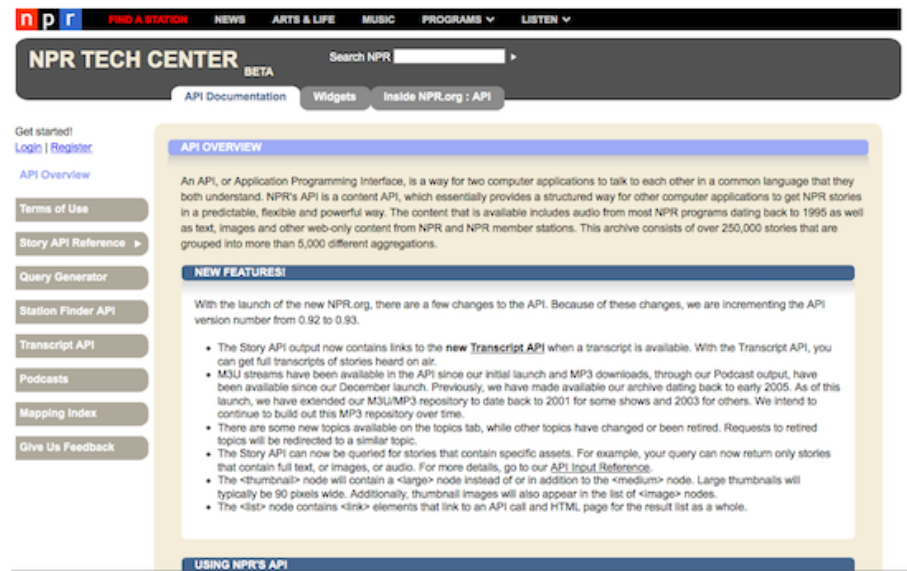 npr FIND A STATION NEWS ARTS & LIFE MUSIC PROGRAMS LISTEN
NPR TECH CENTER BETA
Search NPR
API Documentation Widgets Inside NPR.org : API
Get started!
Login | Register
API Overview
Terms of Use
Story API Reference
Query Generator
Station Finder API
Transcript API
Podcasts
Mapping Index
Give Us Feedback
API OVERVIEW
An API, or Application Programming Interface, is a way for two computer applications to talk to each other in a common language that they
both understand. NPR's API is a content API, which essentially provides a structured way for other computer applications to get NPR stories
in a predictable, flexible and powerful way. The content that is available includes audio from most NPR programs dating back to 1995 as well
as text, images and other web-only content from NPR and NPR member stations. This archive consists of over 250,000 stories that are
grouped into more than 5,000 different aggregations.
NEW FEATURES!
With the launch of the new NPR.org, there are a few changes to the API. Because of these changes, we are incrementing the API
version number from 0.92 to 0.93.
• The Story API output now contains links to the new Transcript API when a transcript is available. With the Transcript API, you
can get full transcripts of stories heard on air.
• M3U streams have been available in the API since our initial launch and MP3 downloads, through our Podcast output, have
been available since our December launch. Previously, we have made available our archive dating back to early 2005. As of this
launch, we have extended our M3U/MP3 repository to date back to 2001 for some shows and 2003 for others. We intend to
continue to build out this MP3 repository over time.
• There are some new topics available on the topics tab, while other topics have changed or been retired. Requests to retired
topics will be redirected to a similar topic.
• The Story API can now be queried for stories that contain specific assets. For example, your query can now return only stories
that contain full text, or images, or audio. For more details, go to our API Input Reference.
• The <thumbnail> node will contain a <large> node instead of or in addition to the <medium> node. Large thumbnails will
typically be 90 pixels wide. Additionally, thumbnail images will also appear in the list of <image> nodes.
• The <list> node contains <link> elements that link to an API call and HTML page for the result list as a whole.
USING NPR'S API